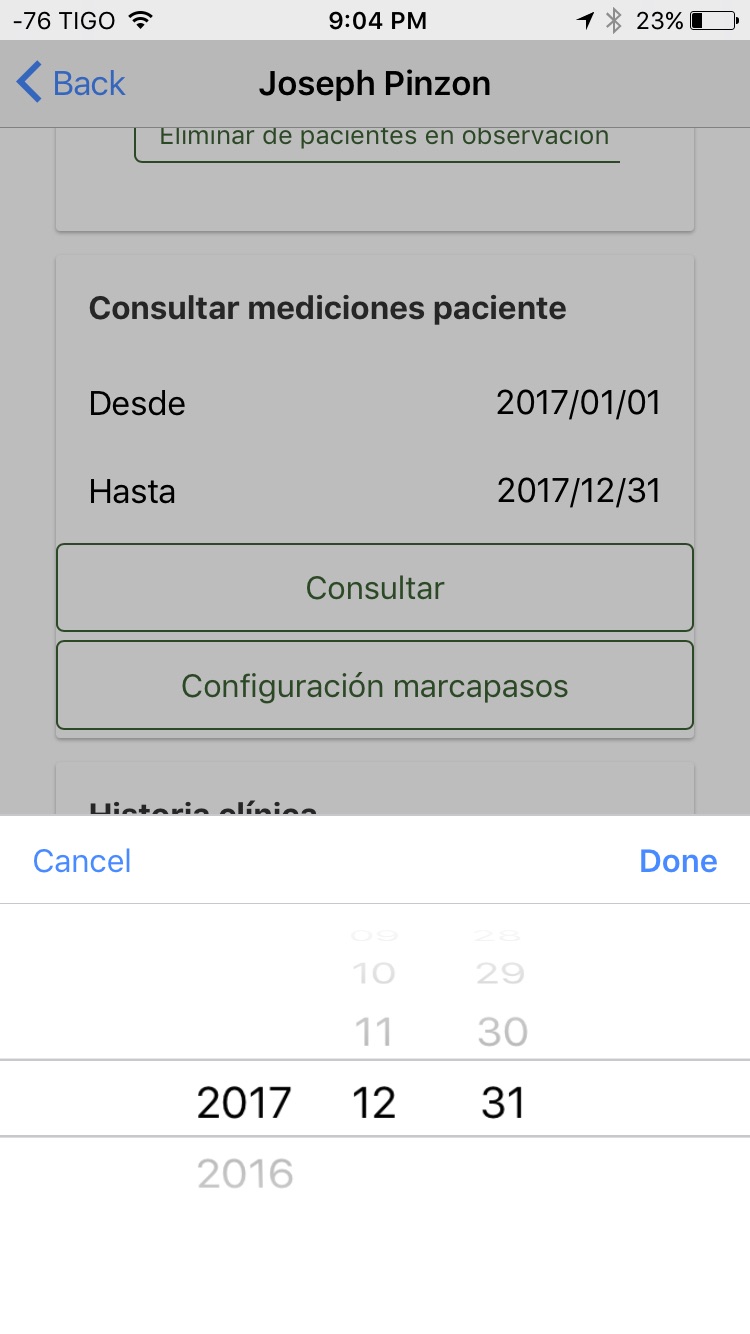 -76 TIGO 9:04 PM 23%
Back Joseph Pinzon
Eliminar de pacientes en observación
Consultar mediciones paciente
Desde 2017/01/01
Hasta 2017/12/31
Consultar
Configuración marcapasos
Historia clínica
Cancel Done
09 28
10 29
11 30
2017 12 31
2016